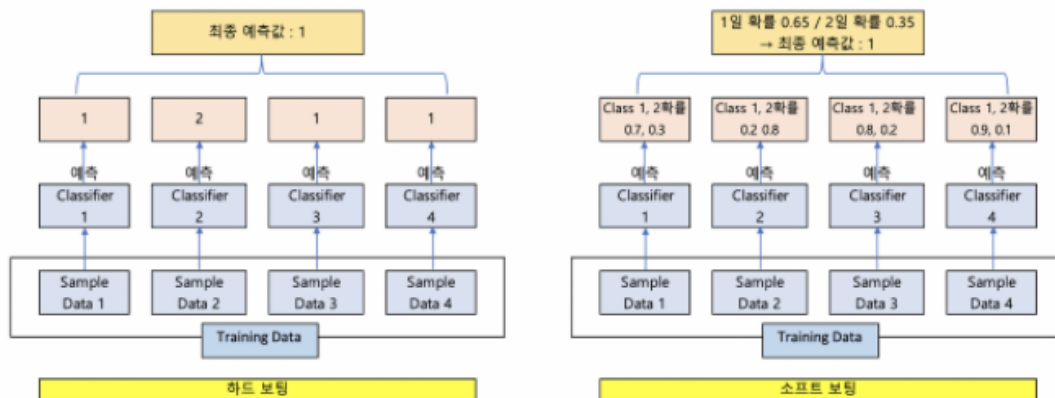 최종 예측값 : 1
1
2
1
1
예측
예측
예측
예측
Classifier
1
Classifier
2
Classifier
3
Classifier
4
Sample
Data 1
Sample
Data 2
Sample
Data 3
Sample
Data 4
Training Data
하드 보팅
1일 확률 0.65 / 2일 확률 0.35
→ 최종 예측값 : 1
Class 1, 2확률
0.7, 0.3
Class 1, 2확률
0.2 0.8
Class 1, 2확률
0.8, 0.2
Class 1, 2확률
0.9, 0.1
예측
예측
예측
예측
Classifier
1
Classifier
2
Classifier
3
Classifier
4
Sample
Data 1
Sample
Data 2
Sample
Data 3
Sample
Data 4
Training Data
소프트 보팅